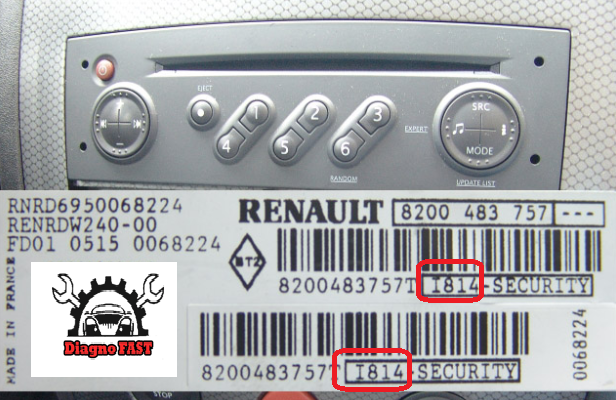 EJECT
1 2 3
4 5 6
RANDOM
EXPERT
SRC
MODE
UPDATE LIST
RNRD6950068224
RENRDW240-00
FD01 0515 0068224
MADE IN FRANCE
RENAULT 8200 483 757 ---
8200483757T I814-SECURITY
8200483757T I814-SECURITY
0068224
Diagno FAST
STOP